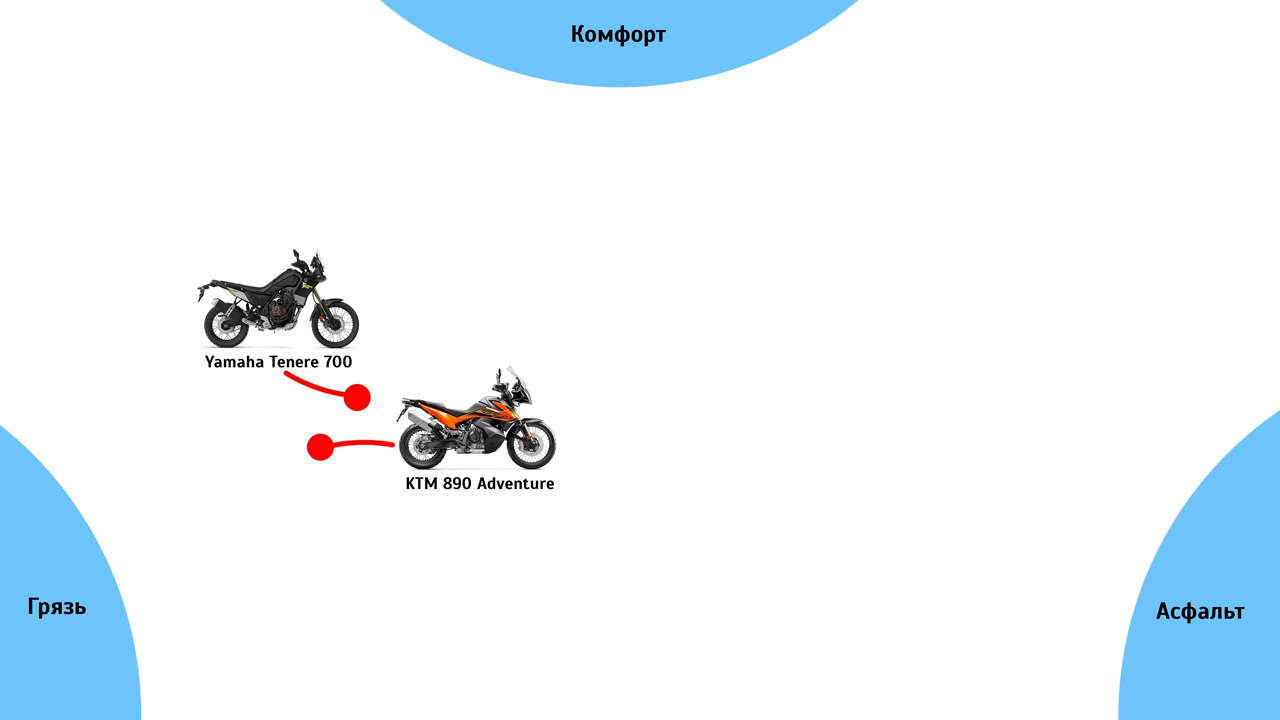 Комфорт
Yamaha Tenere 700
KTM 890 Adventure
Грязь
Асфальт